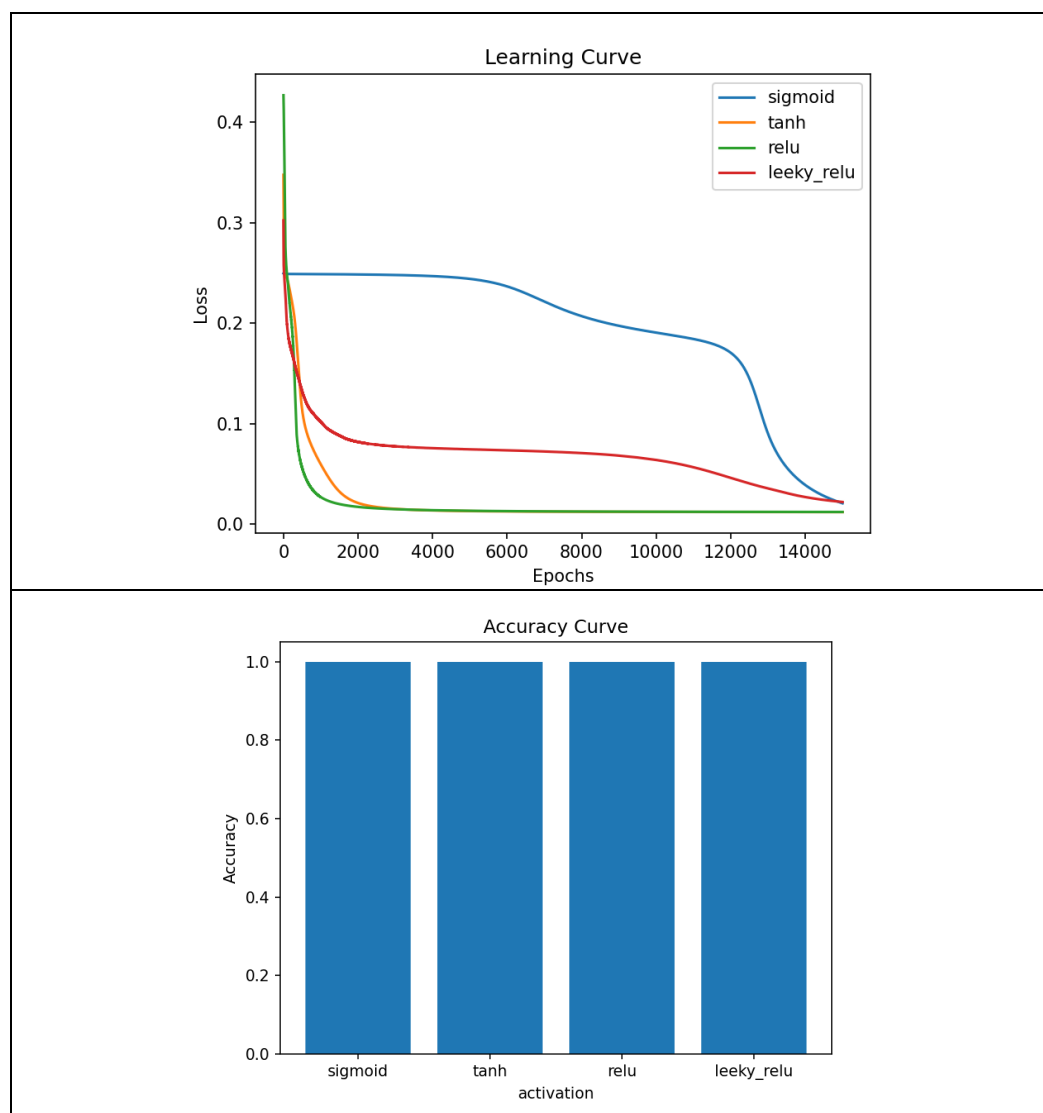 Learning Curve
sigmoid
tanh
relu
leeky_relu
0.4
0.3
0.2
0.1
0.0
Loss
0 2000 4000 6000 8000 10000 12000 14000
Epochs
Accuracy Curve
1.0
0.8
0.6
0.4
0.2
0.0
Accuracy
sigmoid tanh relu leeky_relu
activation